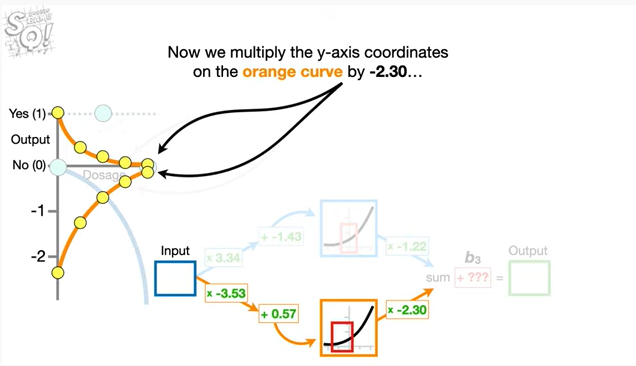 SQ!
Now we multiply the y-axis coordinates
on the orange curve by -2.30...
Yes (1)
Output
No (0)
Dosage
-1
-2
Input
x 3.34
+ -1.43
x -1.22
x -3.53
+ 0.57
x -2.30
b₃
Output
sum + ??? =